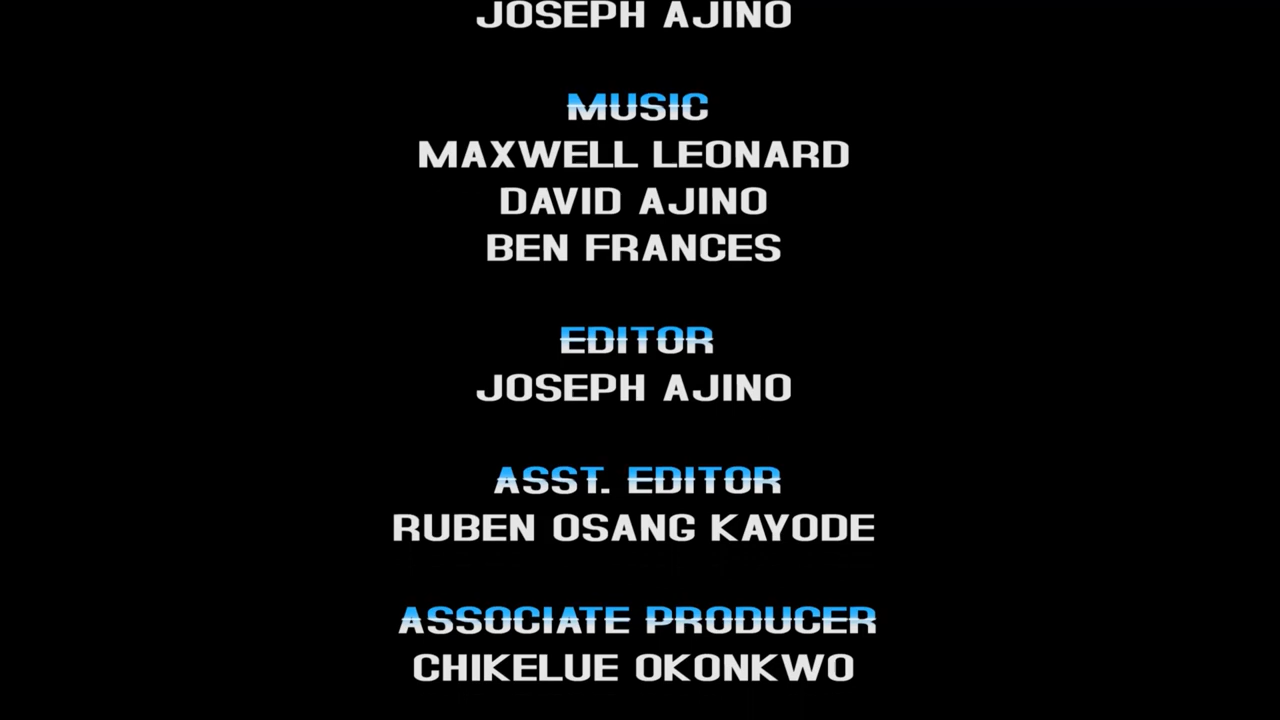 JOSEPH AJINO
MUSIC
MAXWELL LEONARD
DAVID AJINO
BEN FRANCES
EDITOR
JOSEPH AJINO
ASST. EDITOR
RUBEN OSANG KAYODE
ASSOCIATE PRODUCER
CHIKELUE OKONKWO